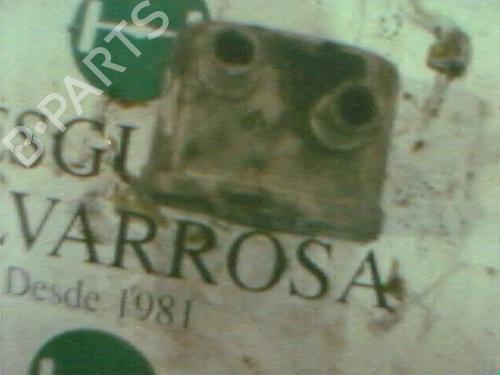 B-PARTS
ESGU
VARROSA
Desde 1981